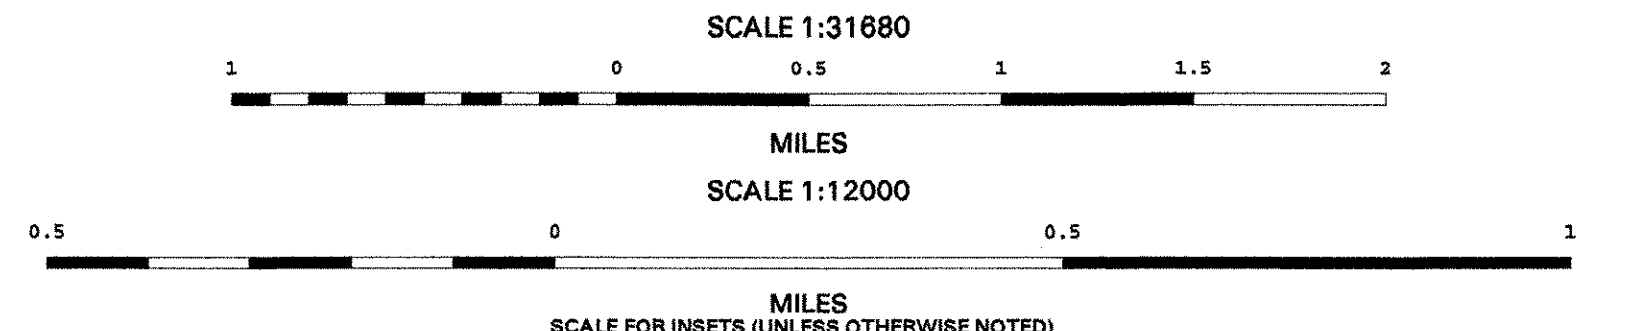 SCALE 1:31680
1 0 0.5 1 1.5 2
MILES
SCALE 1:12000
0.5 0 0.5 1
MILES
SCALE FOR INSETS (UNLESS OTHERWISE NOTED)